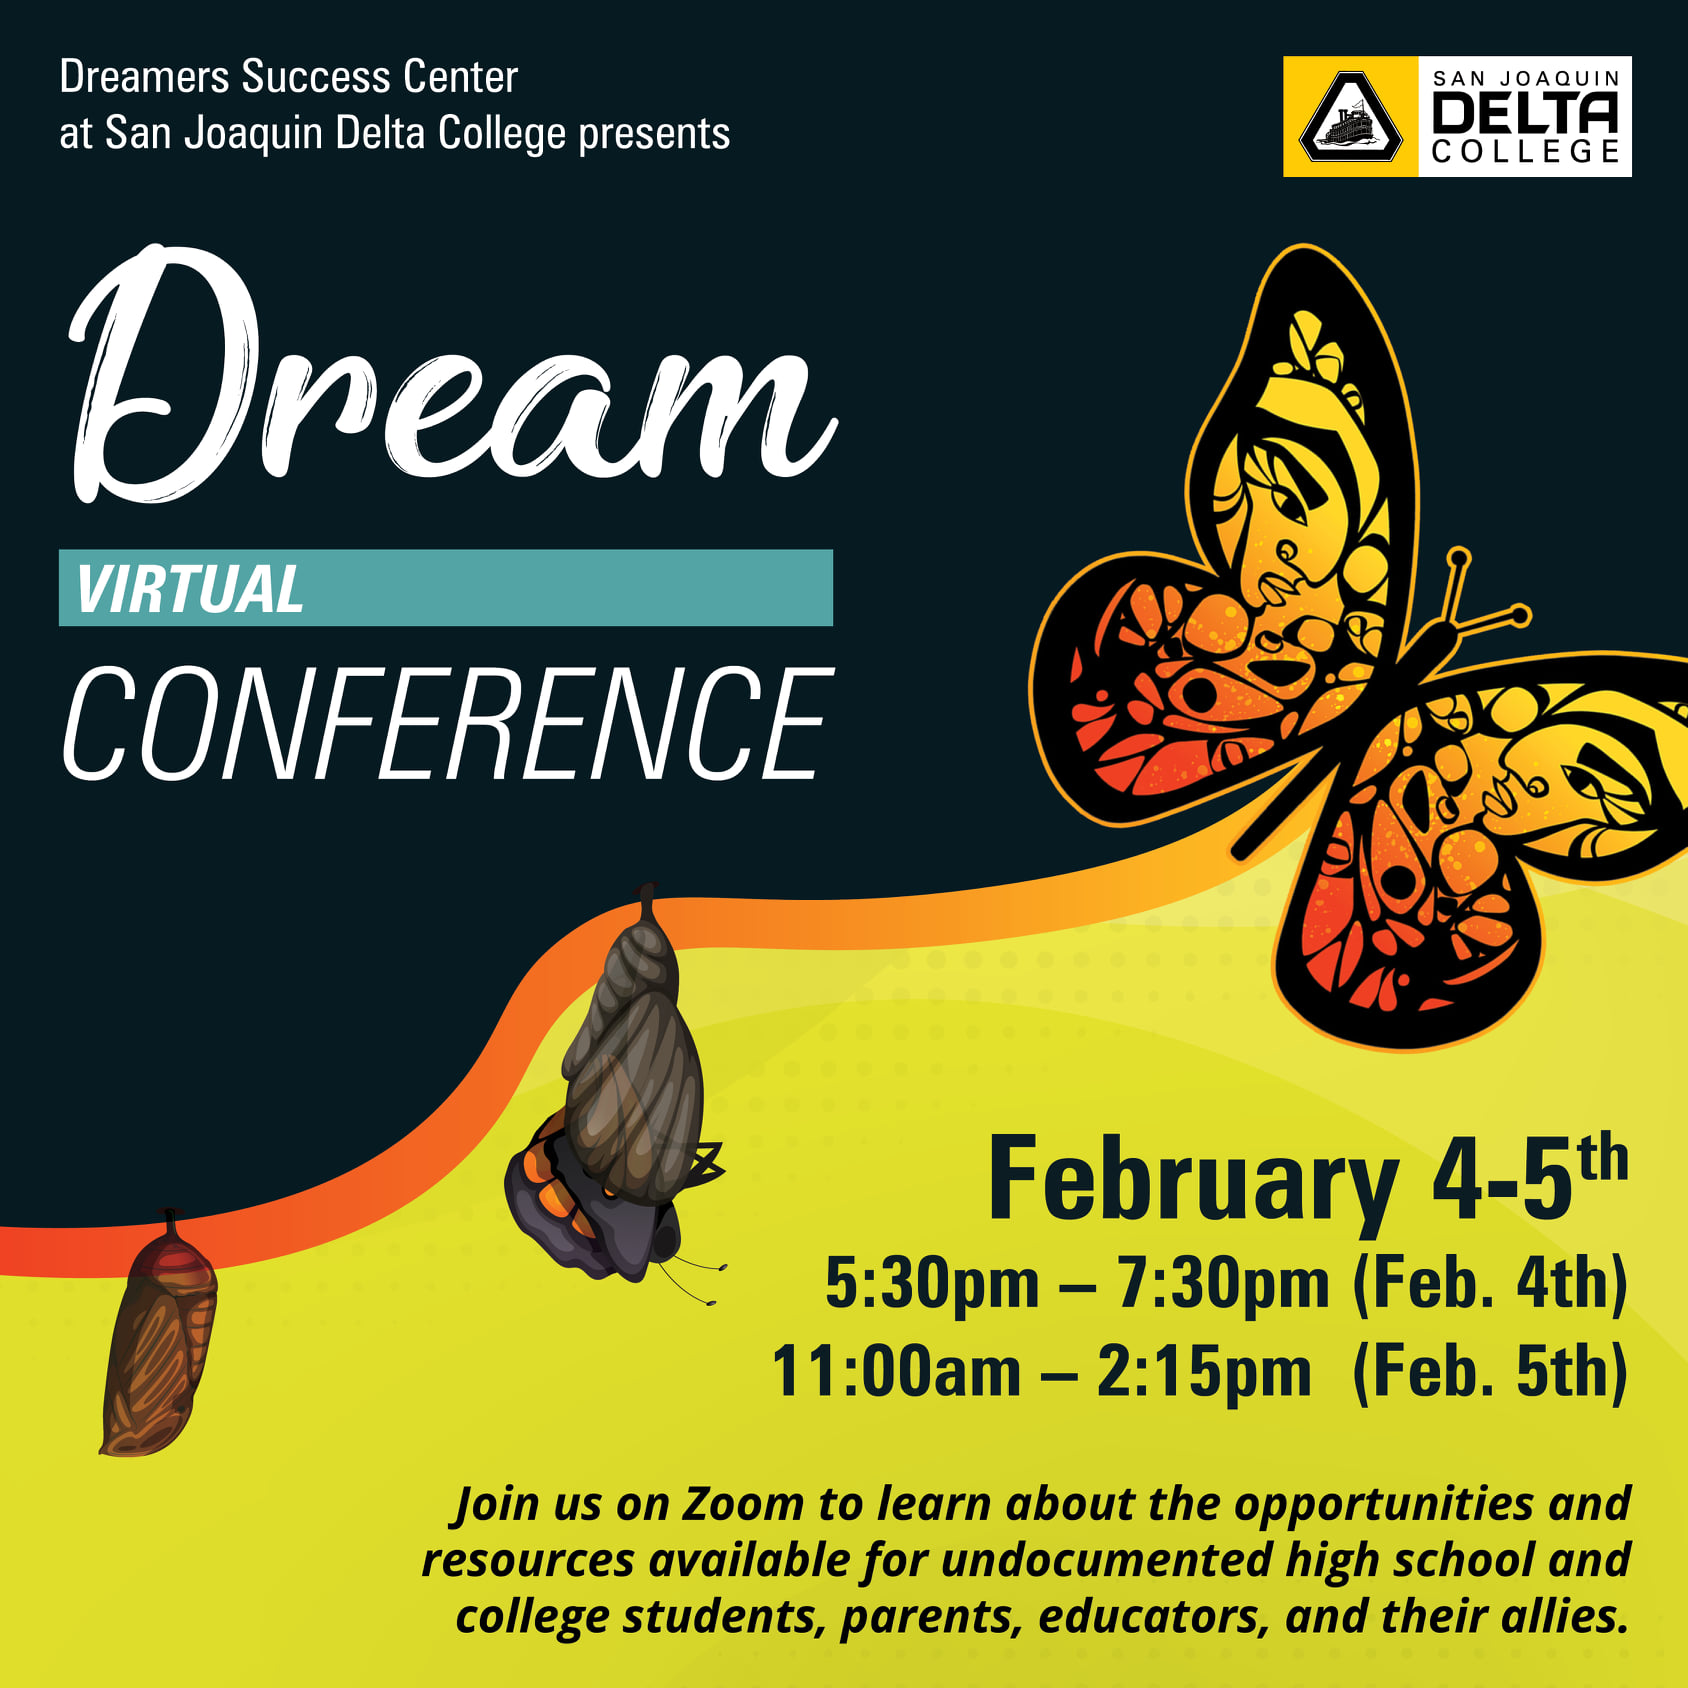 Dreamers Success Center
at San Joaquin Delta College presents
SAN JOAQUIN
DELTA
COLLEGE
Dream
VIRTUAL
CONFERENCE
February 4-5th
5:30pm – 7:30pm (Feb. 4th)
11:00am – 2:15pm (Feb. 5th)
Join us on Zoom to learn about the opportunities and
resources available for undocumented high school and
college students, parents, educators, and their allies.